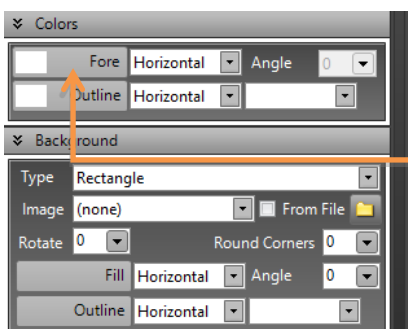 Colors
Fore Horizontal Angle 0
Outline Horizontal
Background
Type Rectangle
Image (none) From File
Rotate 0 Round Corners 0
Fill Horizontal Angle 0
Outline Horizontal